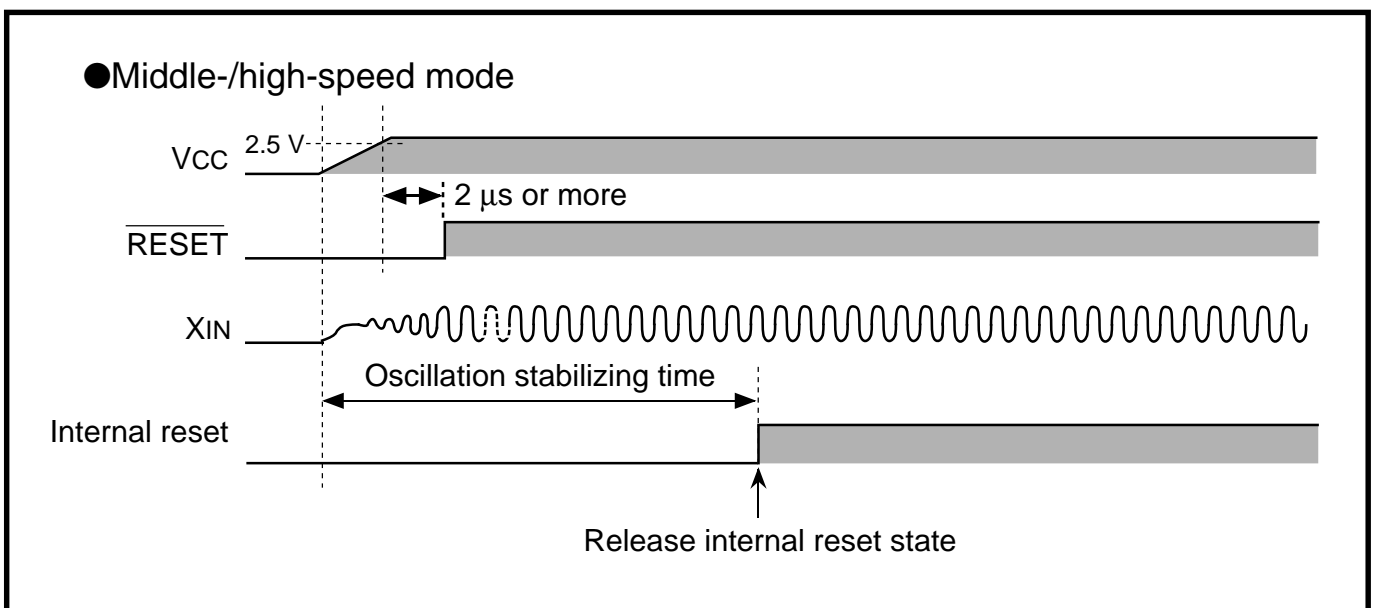 ●Middle-/high-speed mode
VCC
2.5 V
2 μs or more
RESET
XIN
Oscillation stabilizing time
Internal reset
Release internal reset state